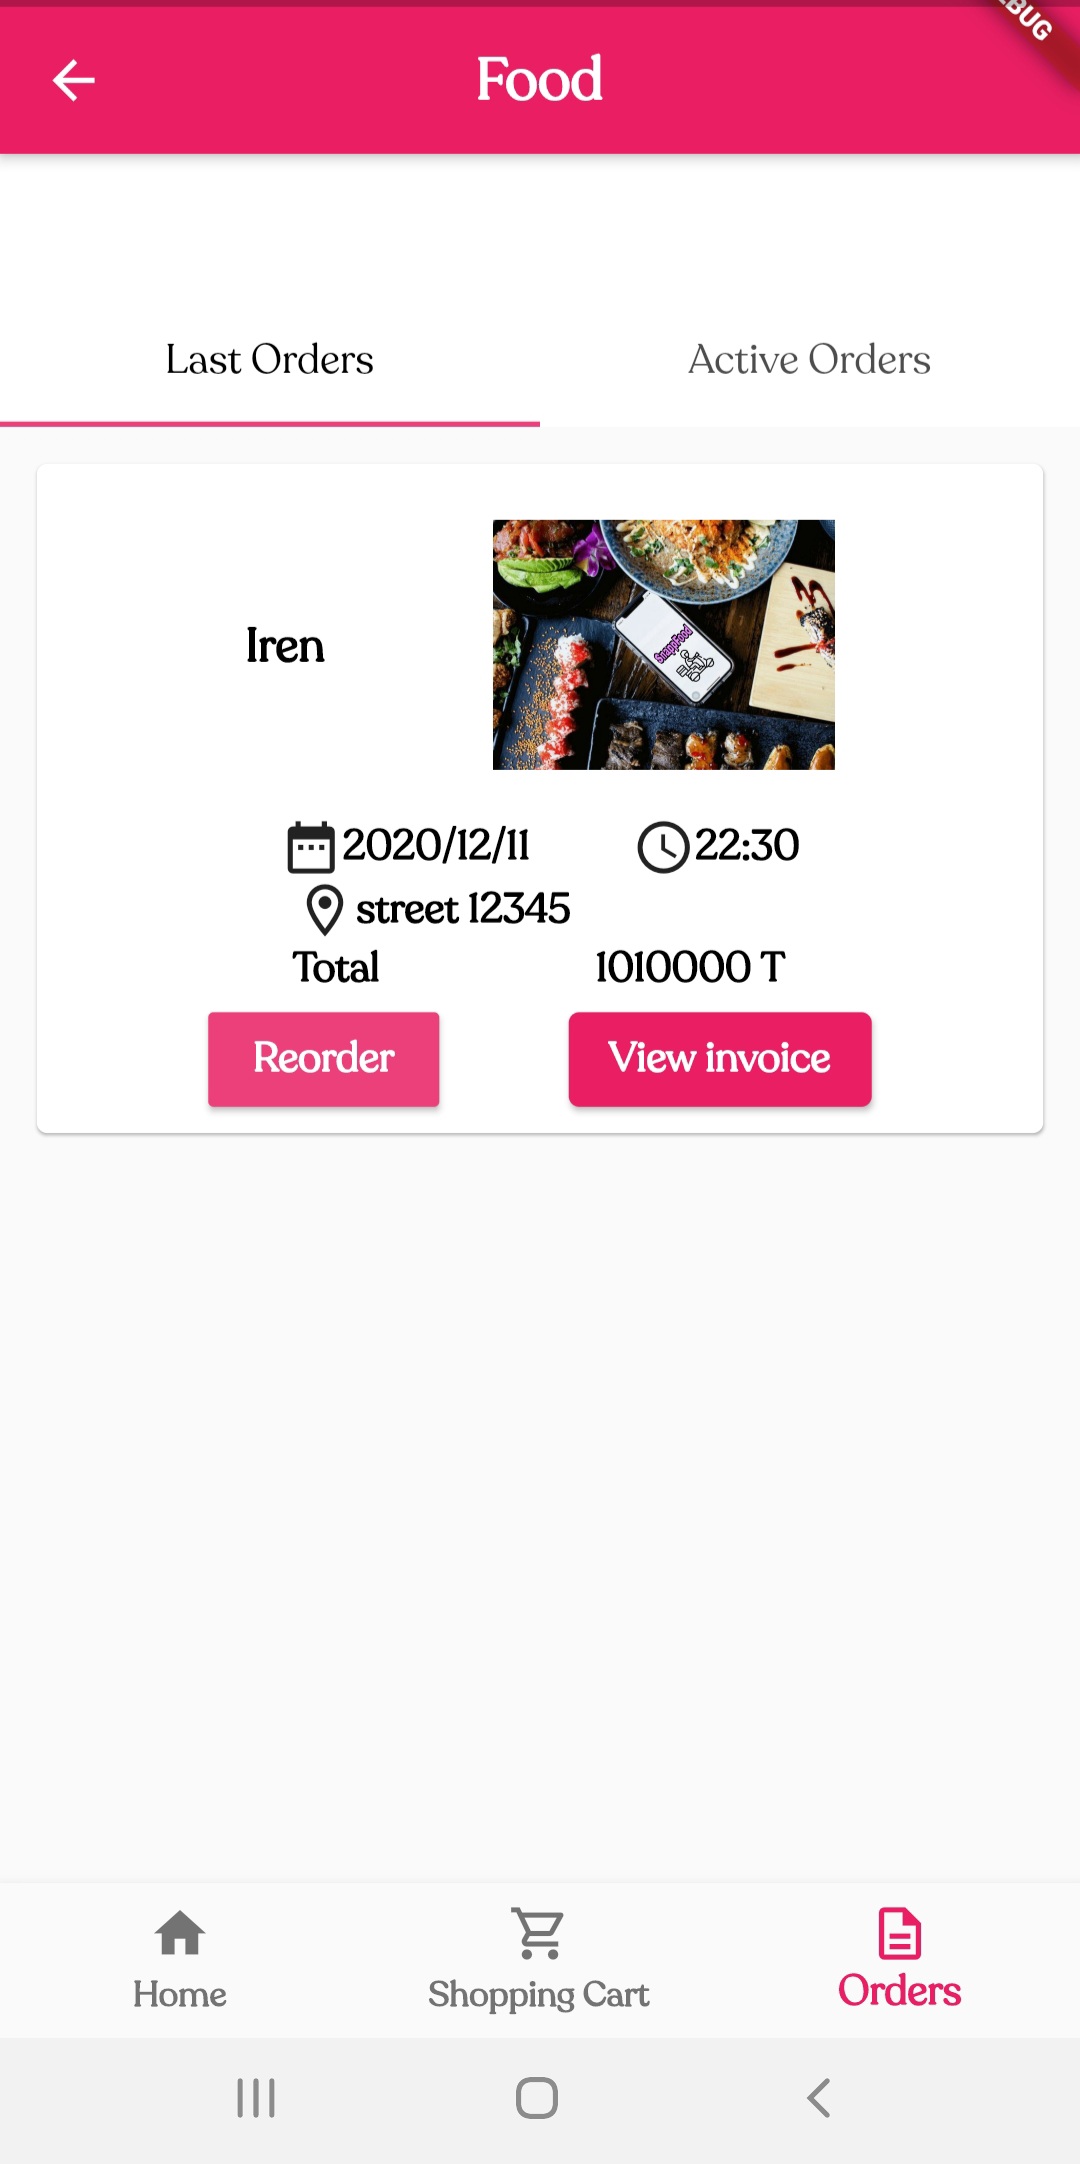 Food
Last Orders
Active Orders
Iren
SnappFood
2020/12/11
22:30
street 12345
Total
1010000 T
Reorder
View invoice
Home
Shopping Cart
Orders